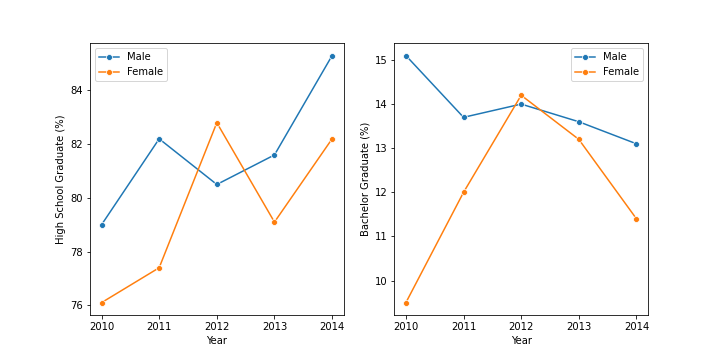 Male
Female
High School Graduate (%)
84
82
80
78
76
2010 2011 2012 2013 2014
Year
Male
Female
Bachelor Graduate (%)
15
14
13
12
11
10
2010 2011 2012 2013 2014
Year